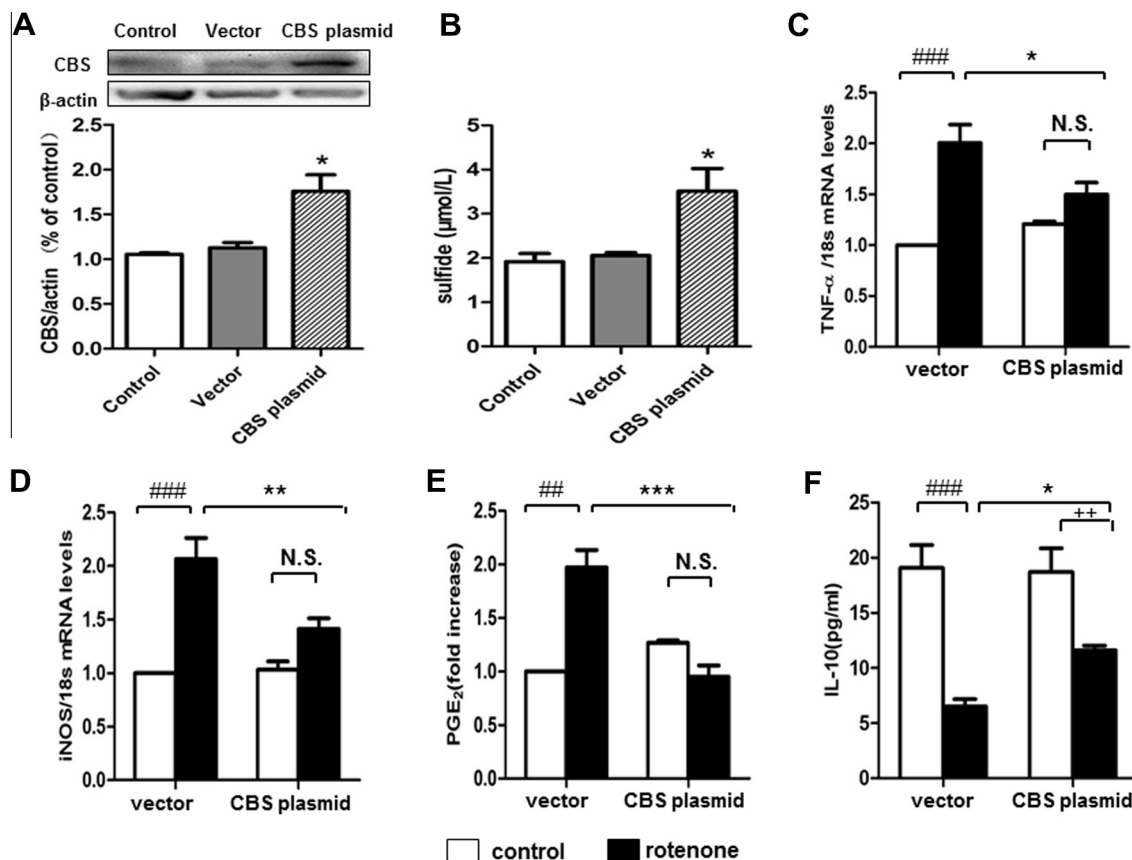 A
Control Vector CBS plasmid
CBS
β-actin
CBS/actin (% of control)
2.5
2.0
1.5
1.0
0.5
0.0
*
Control
Vector
CBS plasmid
B
sulfide (μmol/L)
5
4
3
2
1
0
*
Control
Vector
CBS plasmid
C
TNF-α /18s mRNA levels
2.5
2.0
1.5
1.0
0.5
0.0
###
*
N.S.
vector CBS plasmid
D
iNOS/18s mRNA levels
2.5
2.0
1.5
1.0
0.5
0.0
###
**
N.S.
vector CBS plasmid
E
PGE₂(fold increase)
2.5
2.0
1.5
1.0
0.5
0.0
##
***
N.S.
vector CBS plasmid
F
IL-10(pg/ml)
25
20
15
10
5
0
###
*
++
vector CBS plasmid
control rotenone